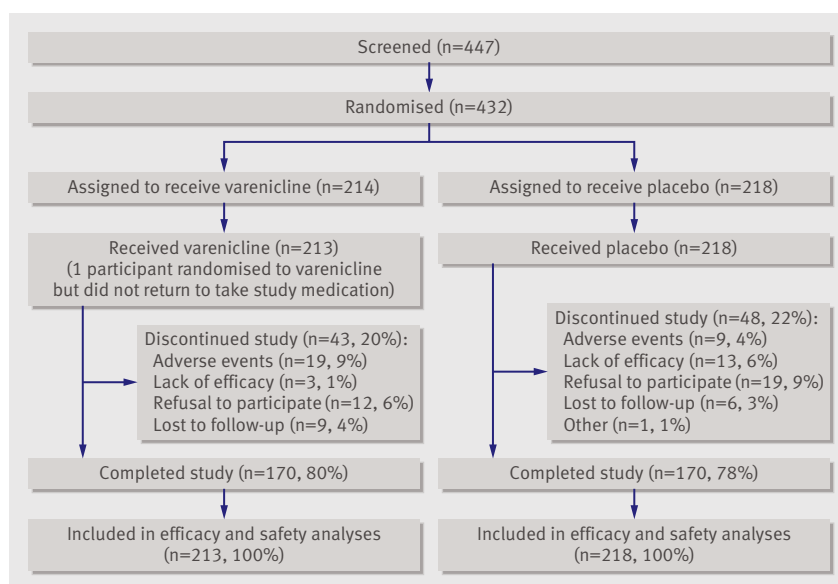 Screened (n=447)
Randomised (n=432)
Assigned to receive varenicline (n=214)
Assigned to receive placebo (n=218)
Received varenicline (n=213)
(1 participant randomised to varenicline
but did not return to take study medication)
Received placebo (n=218)
Discontinued study (n=43, 20%):
Adverse events (n=19, 9%)
Lack of efficacy (n=3, 1%)
Refusal to participate (n=12, 6%)
Lost to follow-up (n=9, 4%)
Discontinued study (n=48, 22%):
Adverse events (n=9, 4%)
Lack of efficacy (n=13, 6%)
Refusal to participate (n=19, 9%)
Lost to follow-up (n=6, 3%)
Other (n=1, 1%)
Completed study (n=170, 80%)
Completed study (n=170, 78%)
Included in efficacy and safety analyses
(n=213, 100%)
Included in efficacy and safety analyses
(n=218, 100%)